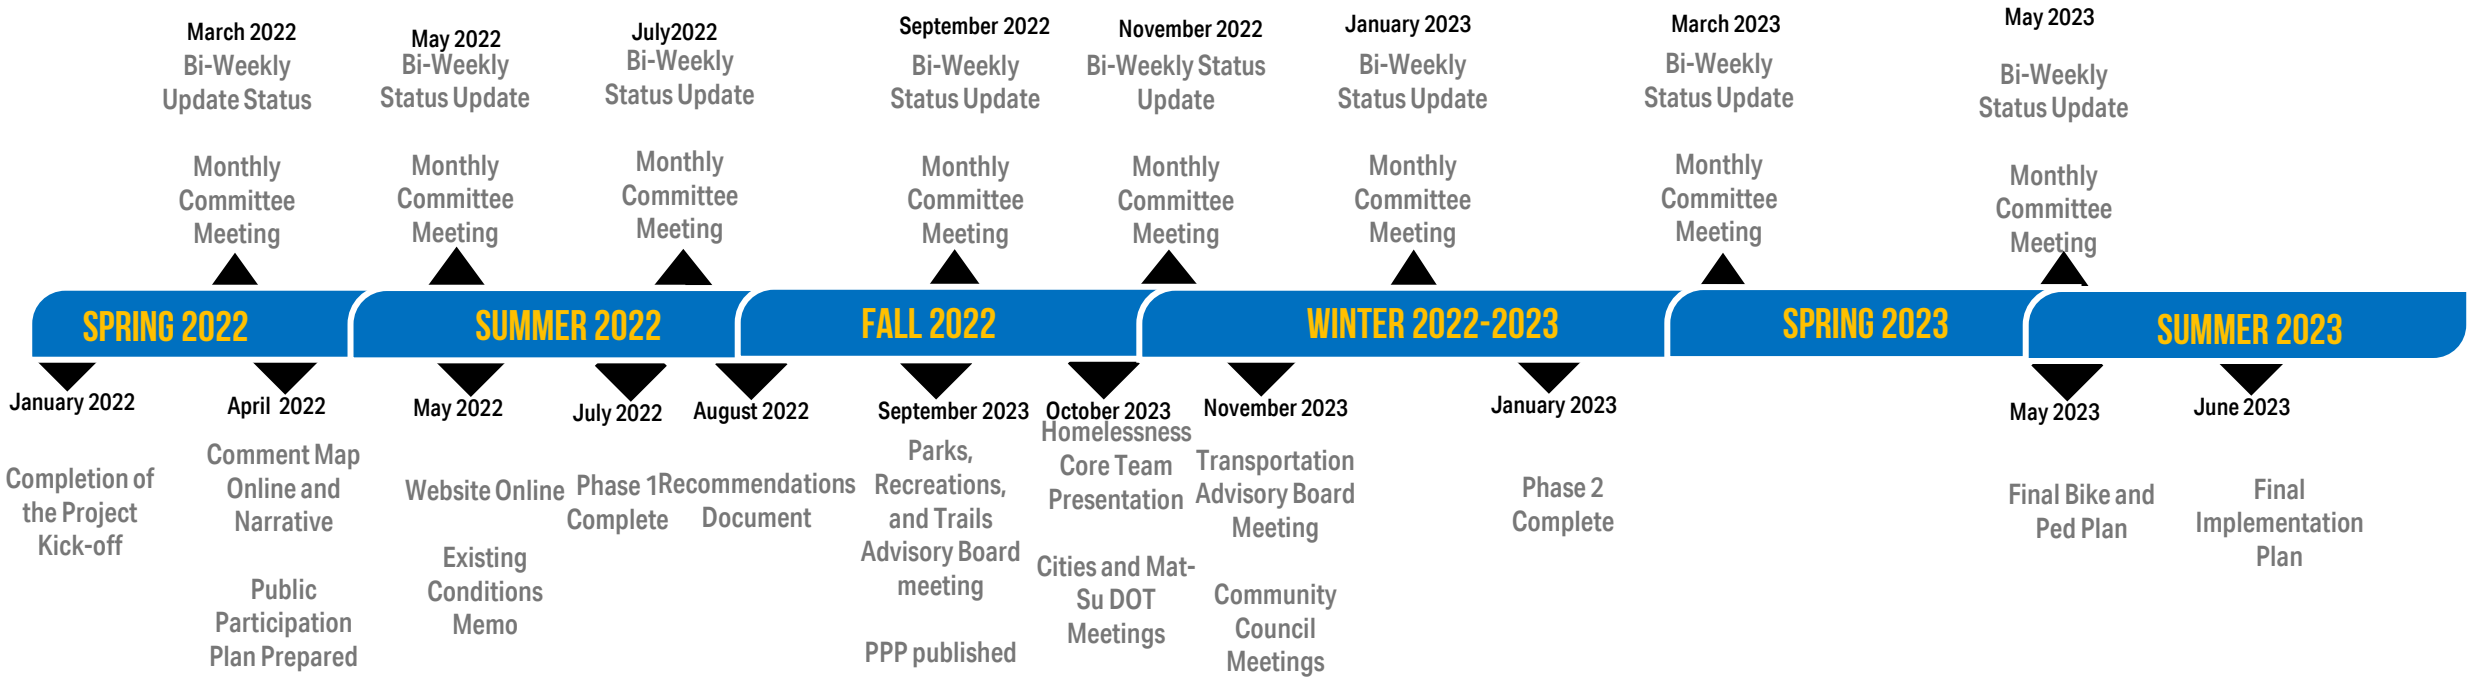 March 2022
Bi-Weekly
Update Status
Monthly
Committee
Meeting
May 2022
Bi-Weekly
Status Update
Monthly
Committee
Meeting
July2022
Bi-Weekly
Status Update
Monthly
Committee
Meeting
September 2022
Bi-Weekly
Status Update
Monthly
Committee
Meeting
November 2022
Bi-Weekly Status
Update
Monthly
Committee
Meeting
January 2023
Bi-Weekly
Status Update
Monthly
Committee
Meeting
March 2023
Bi-Weekly
Status Update
Monthly
Committee
Meeting
May 2023
Bi-Weekly
Status Update
Monthly
Committee
Meeting
SPRING 2022
SUMMER 2022
FALL 2022
WINTER 2022-2023
SPRING 2023
SUMMER 2023
January 2022
Completion of
the Project
Kick-off
April 2022
Comment Map
Online and
Narrative
Public
Participation
Plan Prepared
May 2022
Website Online
Existing
Conditions
Memo
July 2022
Phase 1
Complete
August 2022
Recommendations
Document
September 2023
Parks,
Recreations,
and Trails
Advisory Board
meeting
PPP published
October 2023
Homelessness
Core Team
Presentation
Cities and Mat-
Su DOT
Meetings
November 2023
Transportation
Advisory Board
Meeting
Community
Council
Meetings
January 2023
Phase 2
Complete
May 2023
Final Bike and
Ped Plan
June 2023
Final
Implementation
Plan